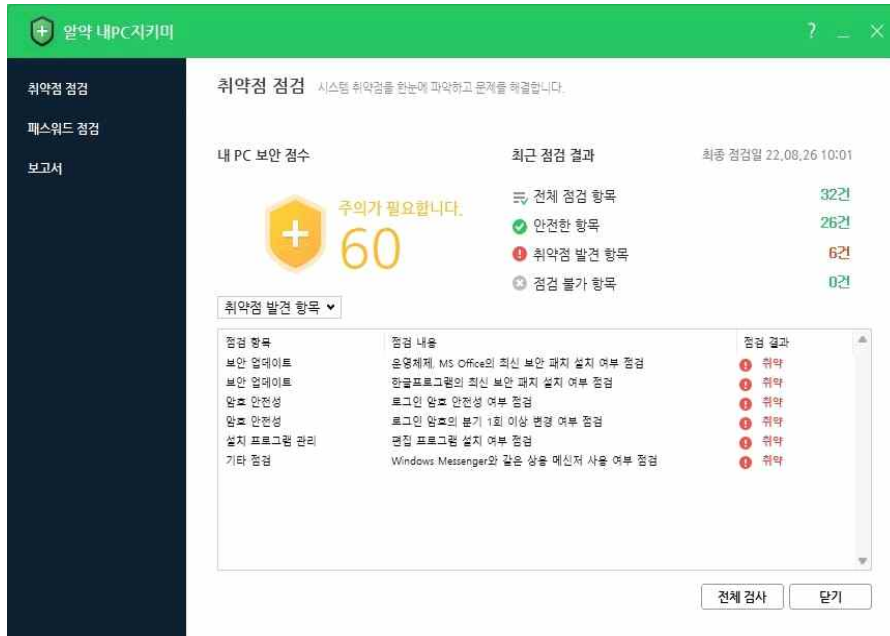 알약 내PC지키미
? _ ×
취약점 점검
패스워드 점검
보고서
취약점 점검 시스템 취약점을 한눈에 파악하고 문제를 해결합니다.
내 PC 보안 점수
주의가 필요합니다.
60
최근 점검 결과 최종 점검일 22.08.26 10:01
전체 점검 항목 32건
안전한 항목 26건
취약점 발견 항목 6건
점검 불가 항목 0건
취약점 발견 항목
점검 항목 점검 내용 점검 결과
보안 업데이트 운영체제, MS Office의 최신 보안 패치 설치 여부 점검 취약
보안 업데이트 한글프로그램의 최신 보안 패치 설치 여부 점검 취약
암호 안전성 로그인 암호 안전성 여부 점검 취약
암호 안전성 로그인 암호의 분기 1회 이상 변경 여부 점검 취약
설치 프로그램 관리 편집 프로그램 설치 여부 점검 취약
기타 점검 Windows Messenger와 같은 상용 메신저 사용 여부 점검 취약
전체 검사 닫기